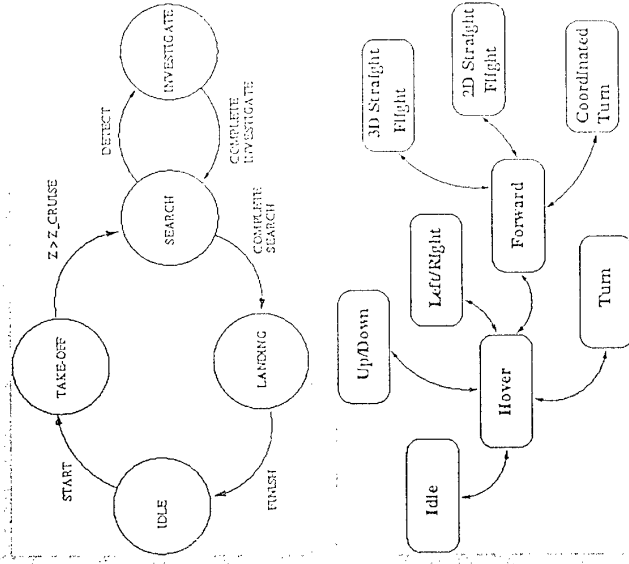 START
Z > Z_CRUISE
DETECT
TAKE-OFF
IDLE
SEARCH
INVESTIGATE
LANDING
FINISH
COMPLETE
SEARCH
COMPLETE
INVESTIGATE
Up/Down
3D Straight
Flight
Left/Right
2D Straight
Flight
Idle
Hover
Forward
Turn
Coordinated
Turn